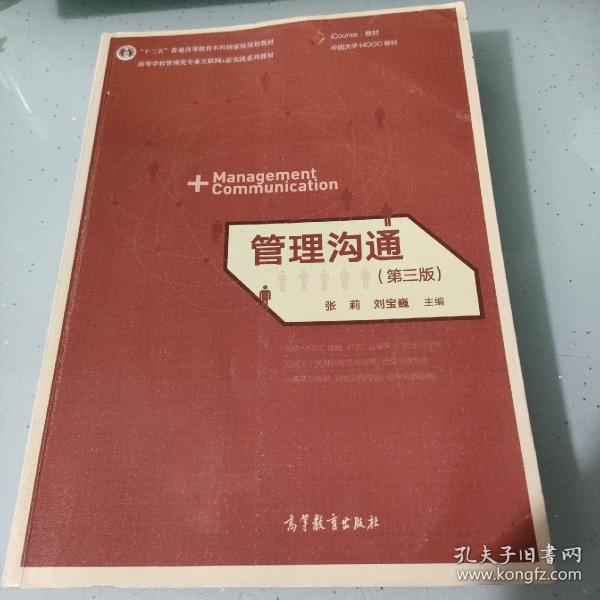 "十二五"普通高等教育本科国家级规划教材
高等学校管理类专业互联网+新实践系列教材
iCourse·教材
中国大学MOOC教材
+Management
Communication
管理沟通
(第三版)
张 莉 刘宝巍 主编
高等教育出版社
孔夫子旧书网
www.kongfz.com